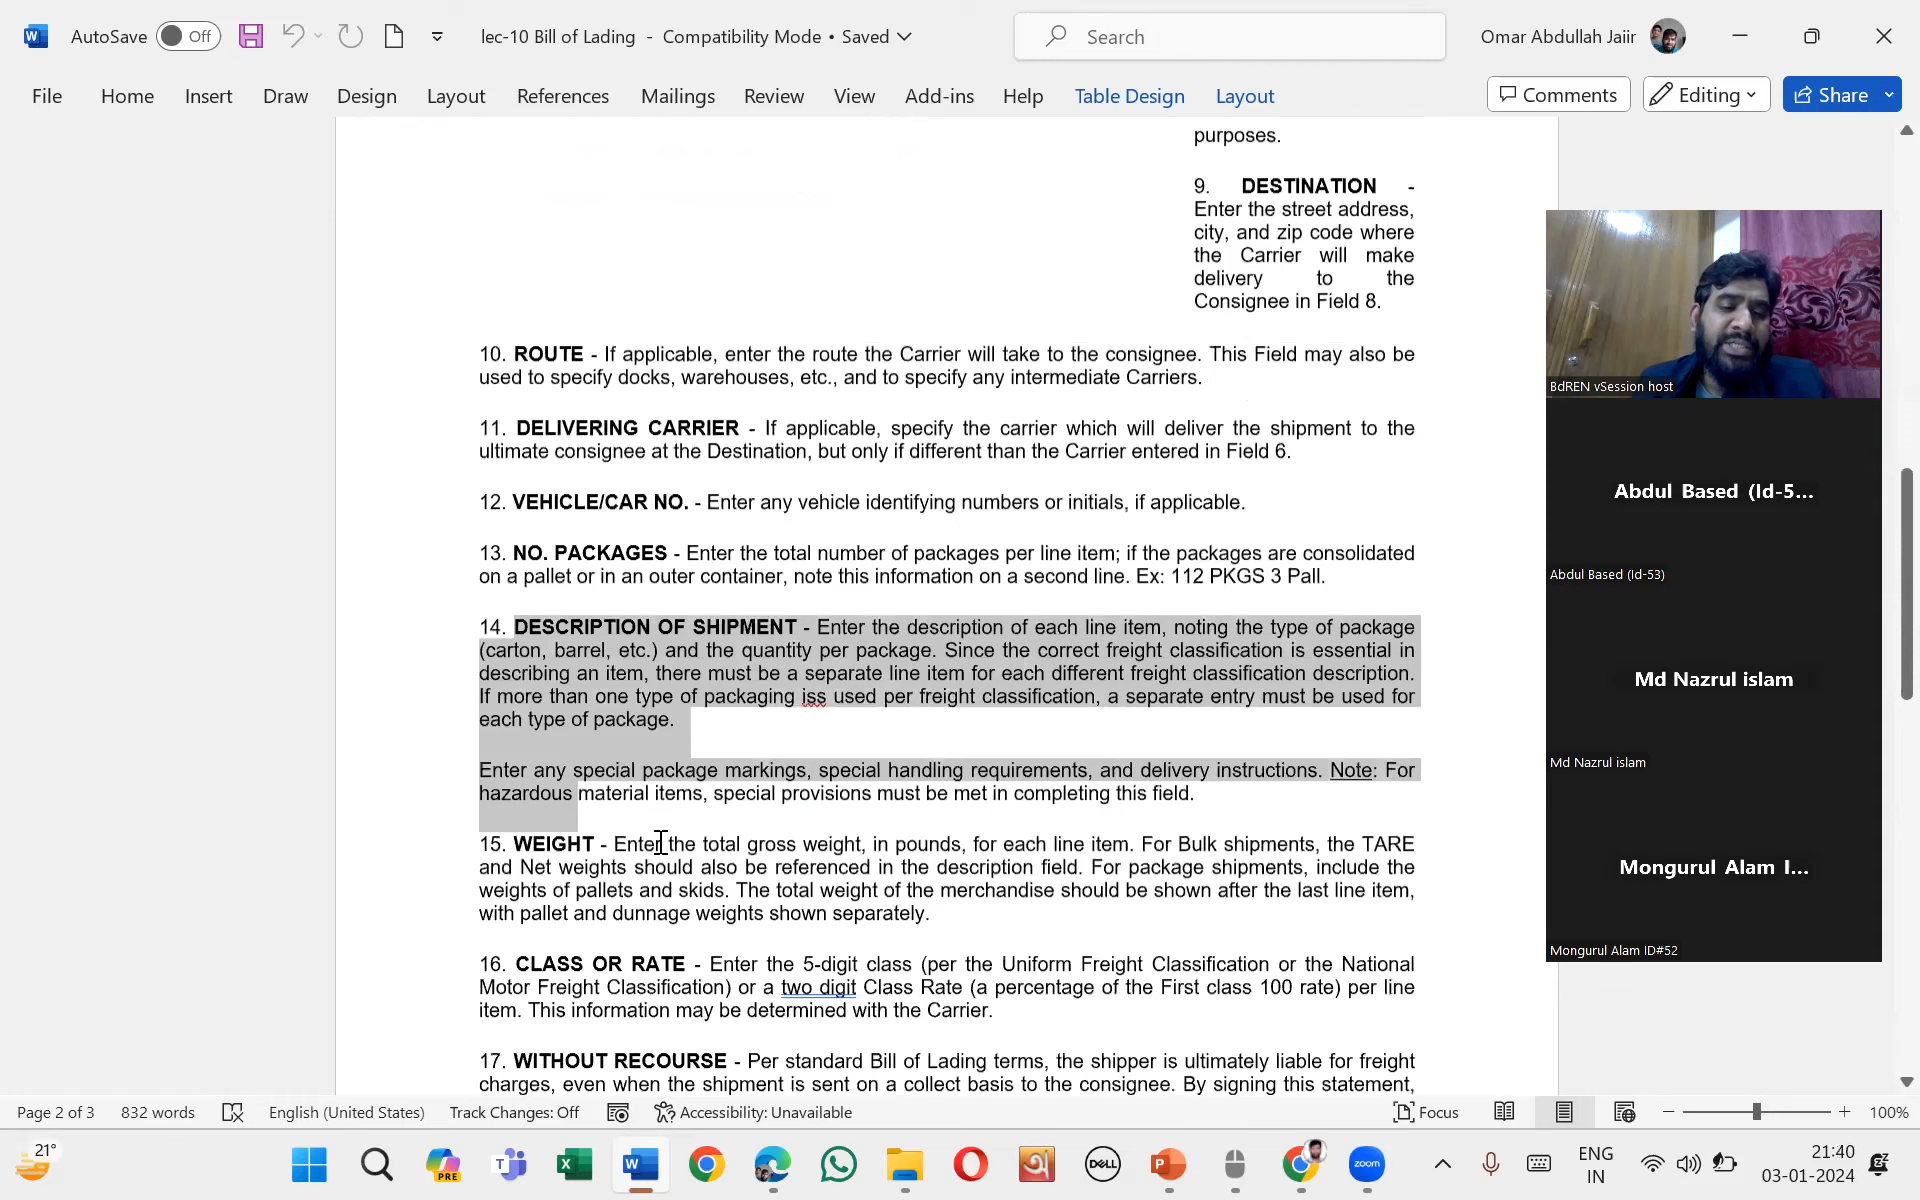 AutoSave Off lec-10 Bill of Lading - Compatibility Mode • Saved Search Omar Abdullah Jaiir
File Home Insert Draw Design Layout References Mailings Review View Add-ins Help Table Design Layout Comments Editing Share
purposes.
9. DESTINATION -
Enter the street address,
city, and zip code where
the Carrier will make
delivery to the
Consignee in Field 8.
10. ROUTE - If applicable, enter the route the Carrier will take to the consignee. This Field may also be
used to specify docks, warehouses, etc., and to specify any intermediate Carriers.
11. DELIVERING CARRIER - If applicable, specify the carrier which will deliver the shipment to the
ultimate consignee at the Destination, but only if different than the Carrier entered in Field 6.
12. VEHICLE/CAR NO. - Enter any vehicle identifying numbers or initials, if applicable.
13. NO. PACKAGES - Enter the total number of packages per line item; if the packages are consolidated
on a pallet or in an outer container, note this information on a second line. Ex: 112 PKGS 3 Pall.
14. DESCRIPTION OF SHIPMENT - Enter the description of each line item, noting the type of package
(carton, barrel, etc.) and the quantity per package. Since the correct freight classification is essential in
describing an item, there must be a separate line item for each different freight classification description.
If more than one type of packaging iss used per freight classification, a separate entry must be used for
each type of package.
Enter any special package markings, special handling requirements, and delivery instructions. Note: For
hazardous material items, special provisions must be met in completing this field.
15. WEIGHT - Enter the total gross weight, in pounds, for each line item. For Bulk shipments, the TARE
and Net weights should also be referenced in the description field. For package shipments, include the
weights of pallets and skids. The total weight of the merchandise should be shown after the last line item,
with pallet and dunnage weights shown separately.
16. CLASS OR RATE - Enter the 5-digit class (per the Uniform Freight Classification or the National
Motor Freight Classification) or a two digit Class Rate (a percentage of the First class 100 rate) per line
item. This information may be determined with the Carrier.
17. WITHOUT RECOURSE - Per standard Bill of Lading terms, the shipper is ultimately liable for freight
charges, even when the shipment is sent on a collect basis to the consignee. By signing this statement,
BdREN vSession host
Abdul Based (Id-5...
Abdul Based (Id-53)
Md Nazrul islam
Md Nazrul islam
Mongurul Alam I...
Mongurul Alam ID#52
Page 2 of 3 832 words English (United States) Track Changes: Off Accessibility: Unavailable Focus 100%
21° PRE DELL zoom ENG
IN
21:40
03-01-2024